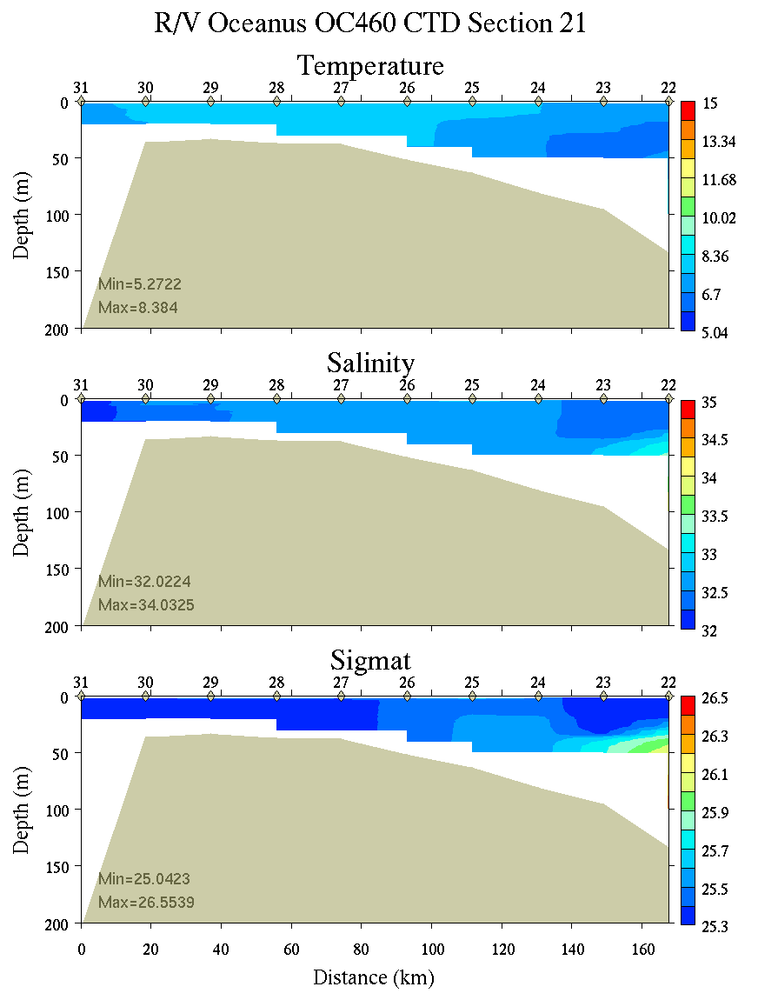 R/V Oceanus OC460 CTD Section 21
Temperature
31 30 29 28 27 26 25 24 23 22
0
50
100
150
200
Depth (m)
Min=5.2722
Max=8.384
15
13.34
11.68
10.02
8.36
6.7
5.04
Salinity
31 30 29 28 27 26 25 24 23 22
0
50
100
150
200
Depth (m)
Min=32.0224
Max=34.0325
35
34.5
34
33.5
33
32.5
32
Sigmat
31 30 29 28 27 26 25 24 23 22
0
50
100
150
200
Depth (m)
Min=25.0423
Max=26.5539
26.5
26.3
26.1
25.9
25.7
25.5
25.3
0 20 40 60 80 100 120 140 160
Distance (km)